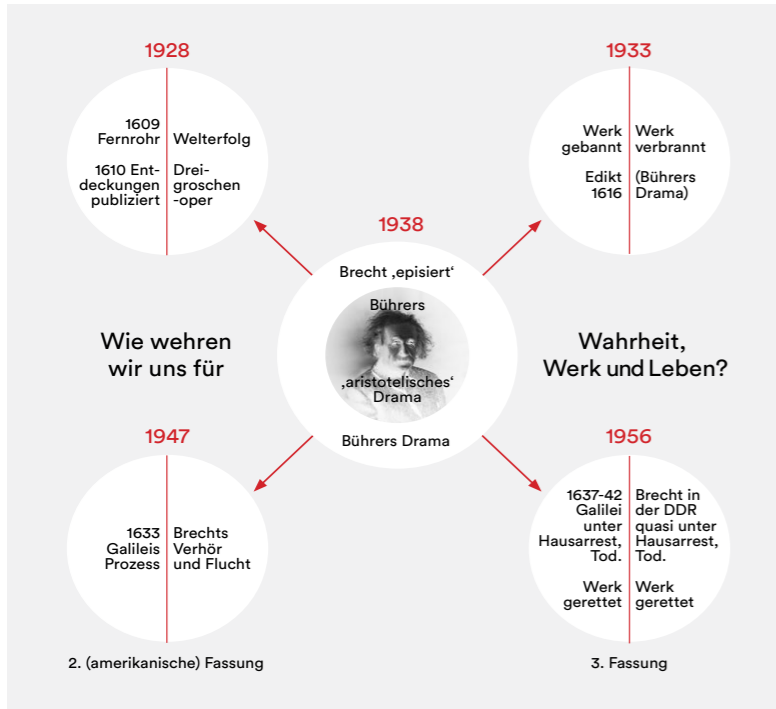 1928
1609
Fernrohr
1610 Ent-
deckungen
publiziert
Welterfolg
Drei-
groschen
-oper
1933
Werk
gebannt
Edikt
1616
Werk
verbrannt
(Bührers
Drama)
1938
Brecht ‚episiert‘
Bührers
‚aristotelisches‘
Drama
Bührers Drama
Wie wehren
wir uns für
Wahrheit,
Werk und Leben?
1947
1633
Galileis
Prozess
Brechts
Verhör
und Flucht
2. (amerikanische) Fassung
1956
1637-42
Galilei
unter
Hausarrest,
Tod.
Werk
gerettet
Brecht in
der DDR
quasi unter
Hausarrest,
Tod.
Werk
gerettet
3. Fassung